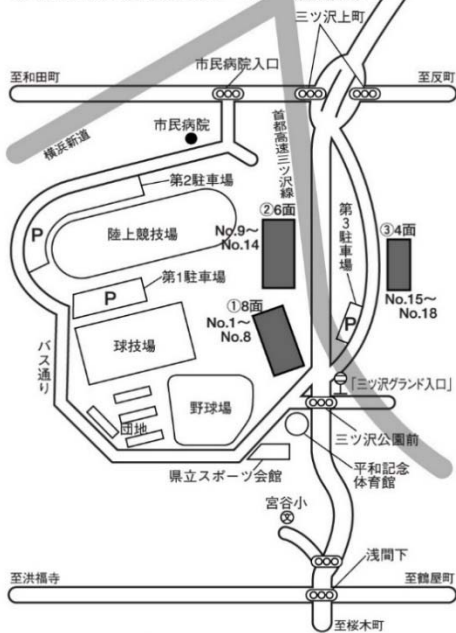 三ツ沢上町
市民病院入口
至和田町
至反町
市民病院
横浜新道
首都高速三ツ沢線
第2駐車場
P
陸上競技場
②6面
No.9〜
No.14
第3駐車場
③4面
No.15〜
No.18
第1駐車場
P
①8面
No.1〜
No.8
P
球技場
バス通り
「三ツ沢グランド入口」
野球場
団地
三ツ沢公園前
県立スポーツ会館
平和記念
体育館
宮谷小
文
浅間下
至洪福寺
至鶴屋町
至桜木町